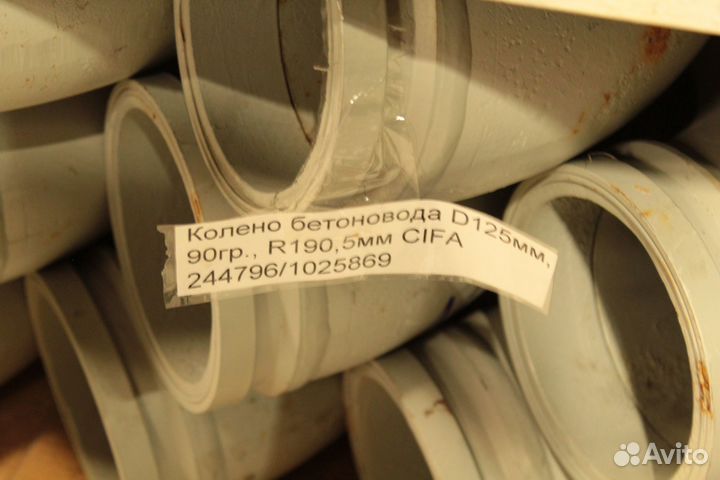 Колено бетоновода D125мм,
90гр., R190,5мм CIFA
244796/1025869
Avito